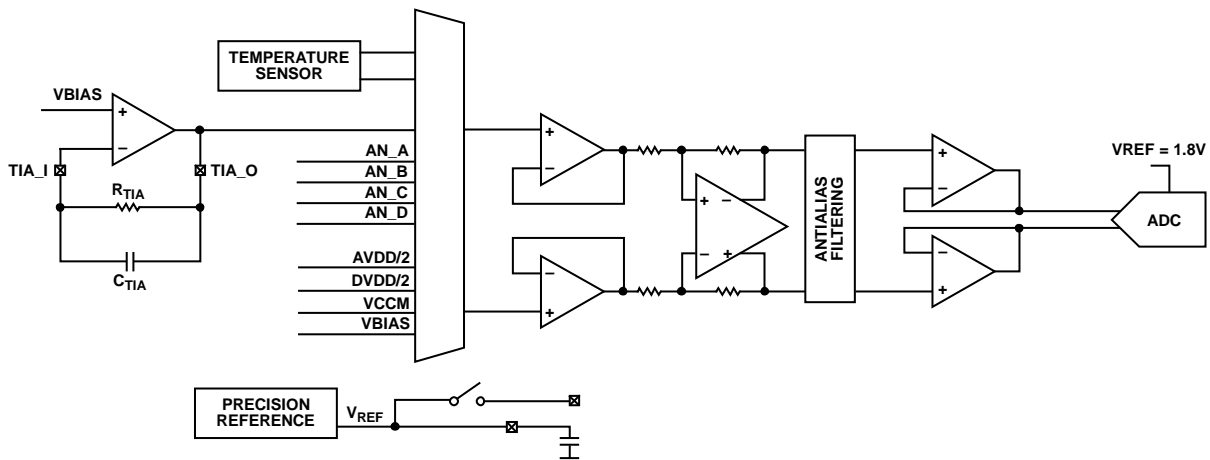 TEMPERATURE
SENSOR
VBIAS
+
−
TIA_I
TIA_O
RTIA
CTIA
AN_A
AN_B
AN_C
AN_D
AVDD/2
DVDD/2
VCCM
VBIAS
+
−
−
+
+ −
− +
ANTIALIAS
FILTERING
+
−
−
+
VREF = 1.8V
ADC
PRECISION
REFERENCE
VREF